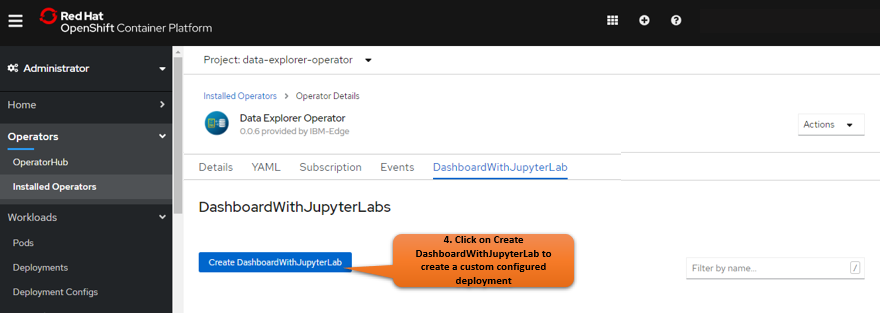 Red Hat
OpenShift Container Platform
Administrator
Project: data-explorer-operator
Home
Installed Operators > Operator Details
Operators
Data Explorer Operator
0.0.6 provided by IBM-Edge
Actions
OperatorHub
Installed Operators
Details YAML Subscription Events DashboardWithJupyterLab
Workloads
DashboardWithJupyterLabs
Pods
Deployments
Deployment Configs
Create DashboardWithJupyterLab
4. Click on Create
DashboardWithJupyterLab to
create a custom configured
deployment
Filter by name... /